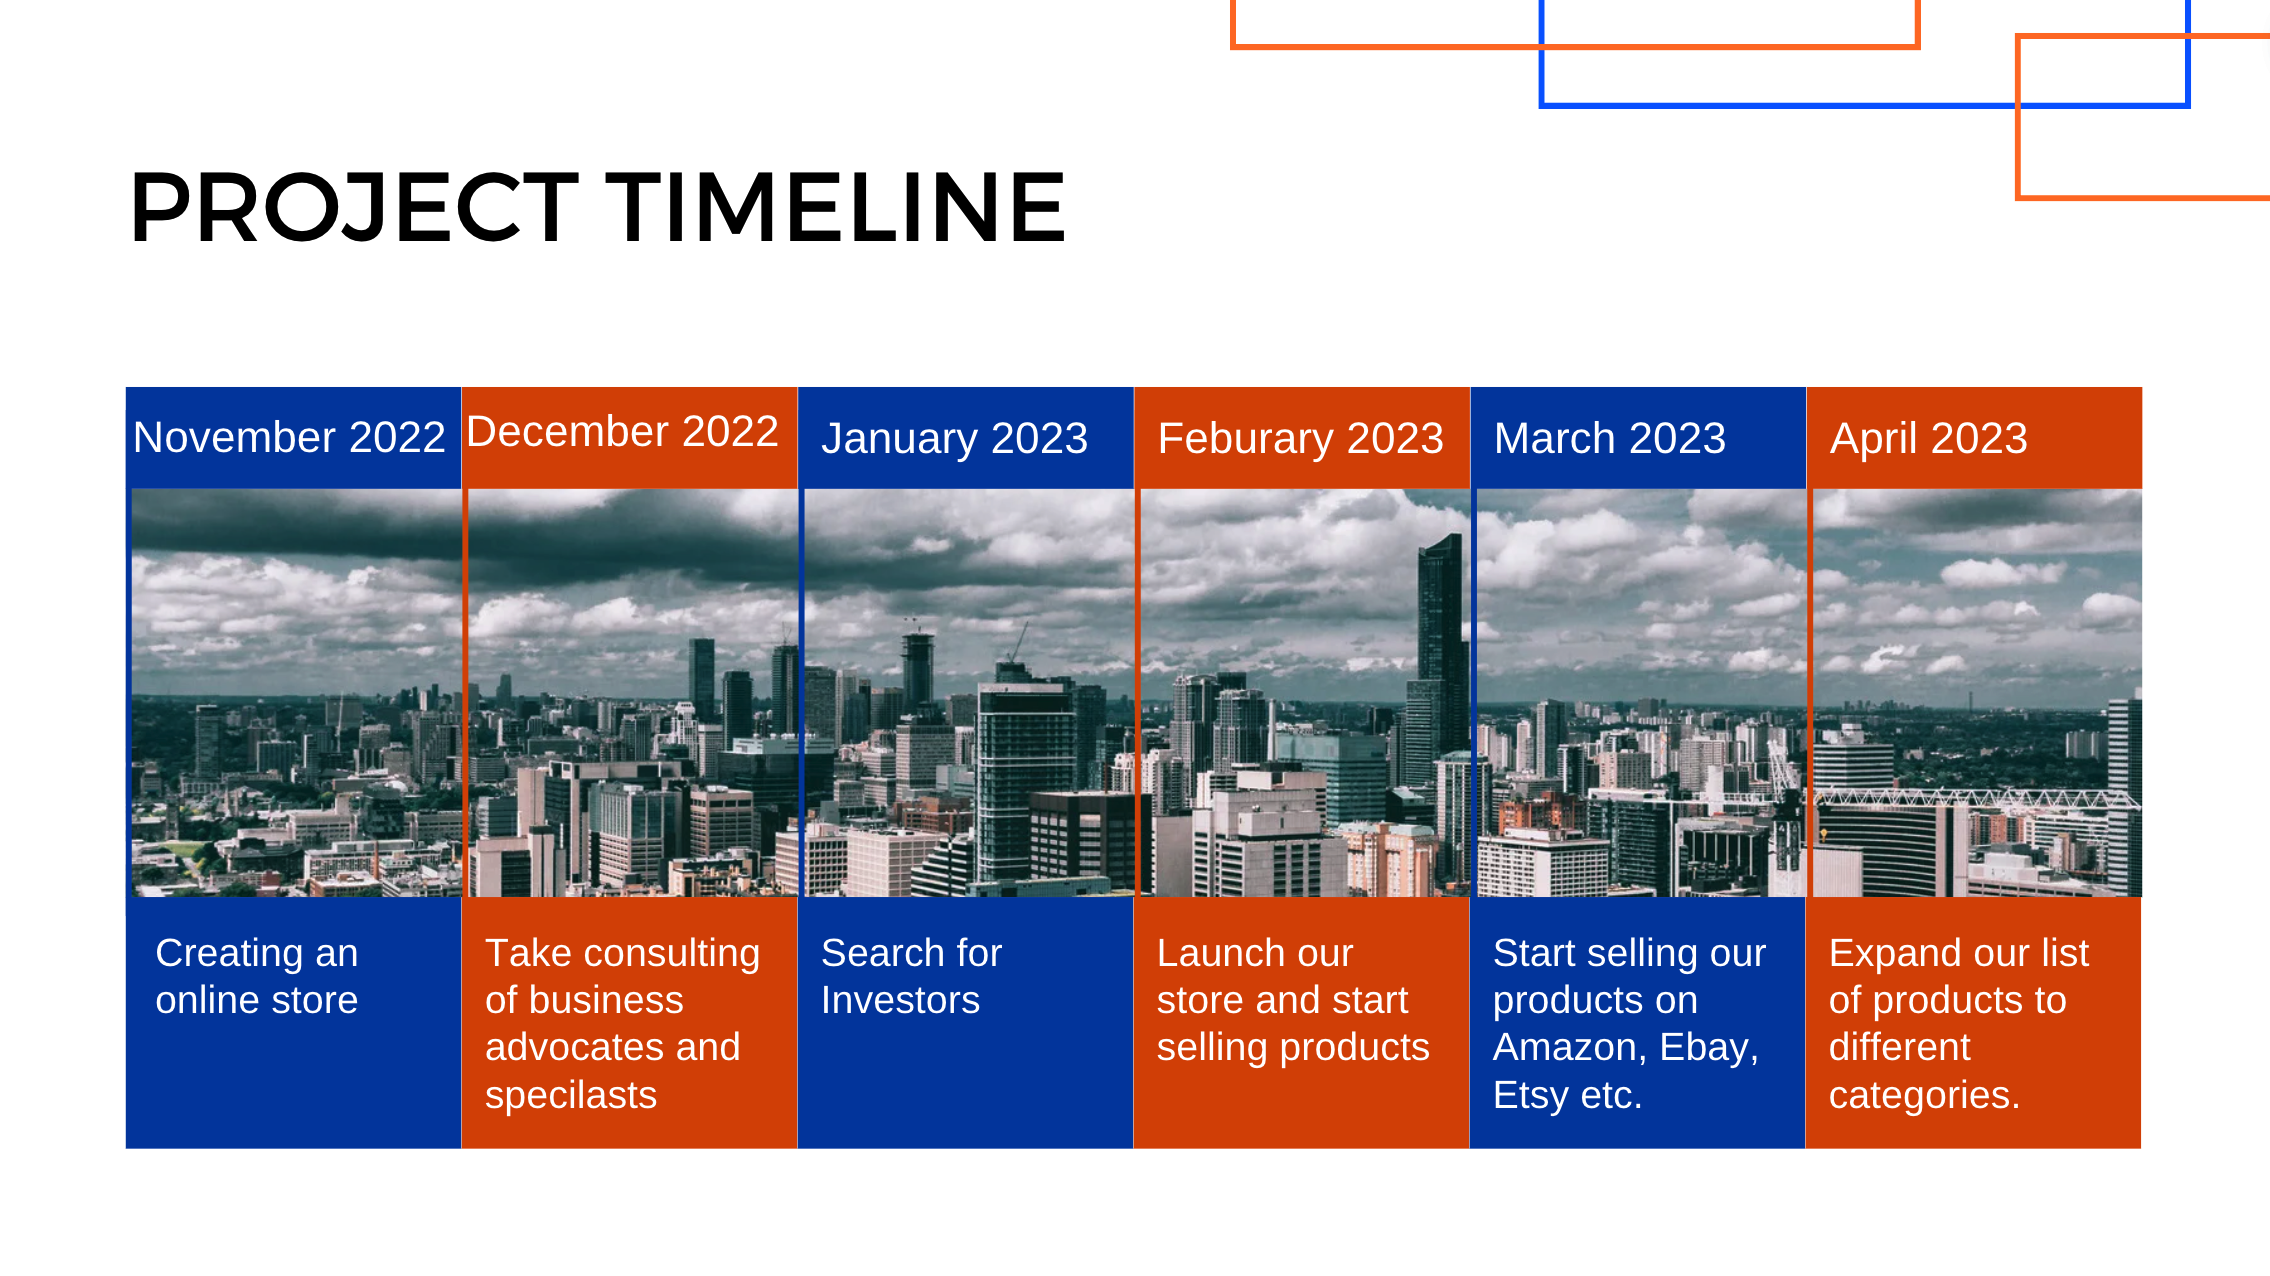 PROJECT TIMELINE
November 2022
December 2022
January 2023
Feburary 2023
March 2023
April 2023
Creating an
online store
Take consulting
of business
advocates and
specilasts
Search for
Investors
Launch our
store and start
selling products
Start selling our
products on
Amazon, Ebay,
Etsy etc.
Expand our list
of products to
different
categories.